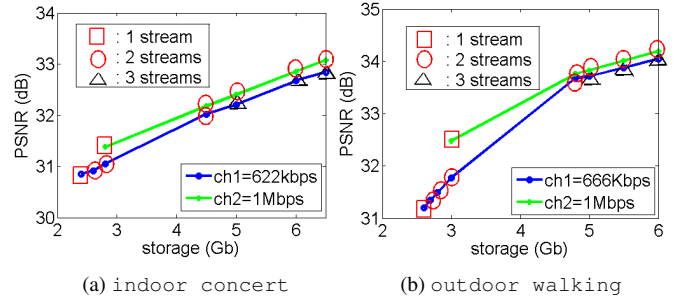 34
33
32
31
30
PSNR (dB)
: 1 stream
: 2 streams
: 3 streams
ch1=622kbps
ch2=1Mbps
2 3 4 5 6
storage (Gb)
(a) indoor concert
35
34
33
32
31
PSNR (dB)
: 1 stream
: 2 streams
: 3 streams
ch1=666Kbps
ch2=1Mbps
2 3 4 5 6
storage (Gb)
(b) outdoor walking